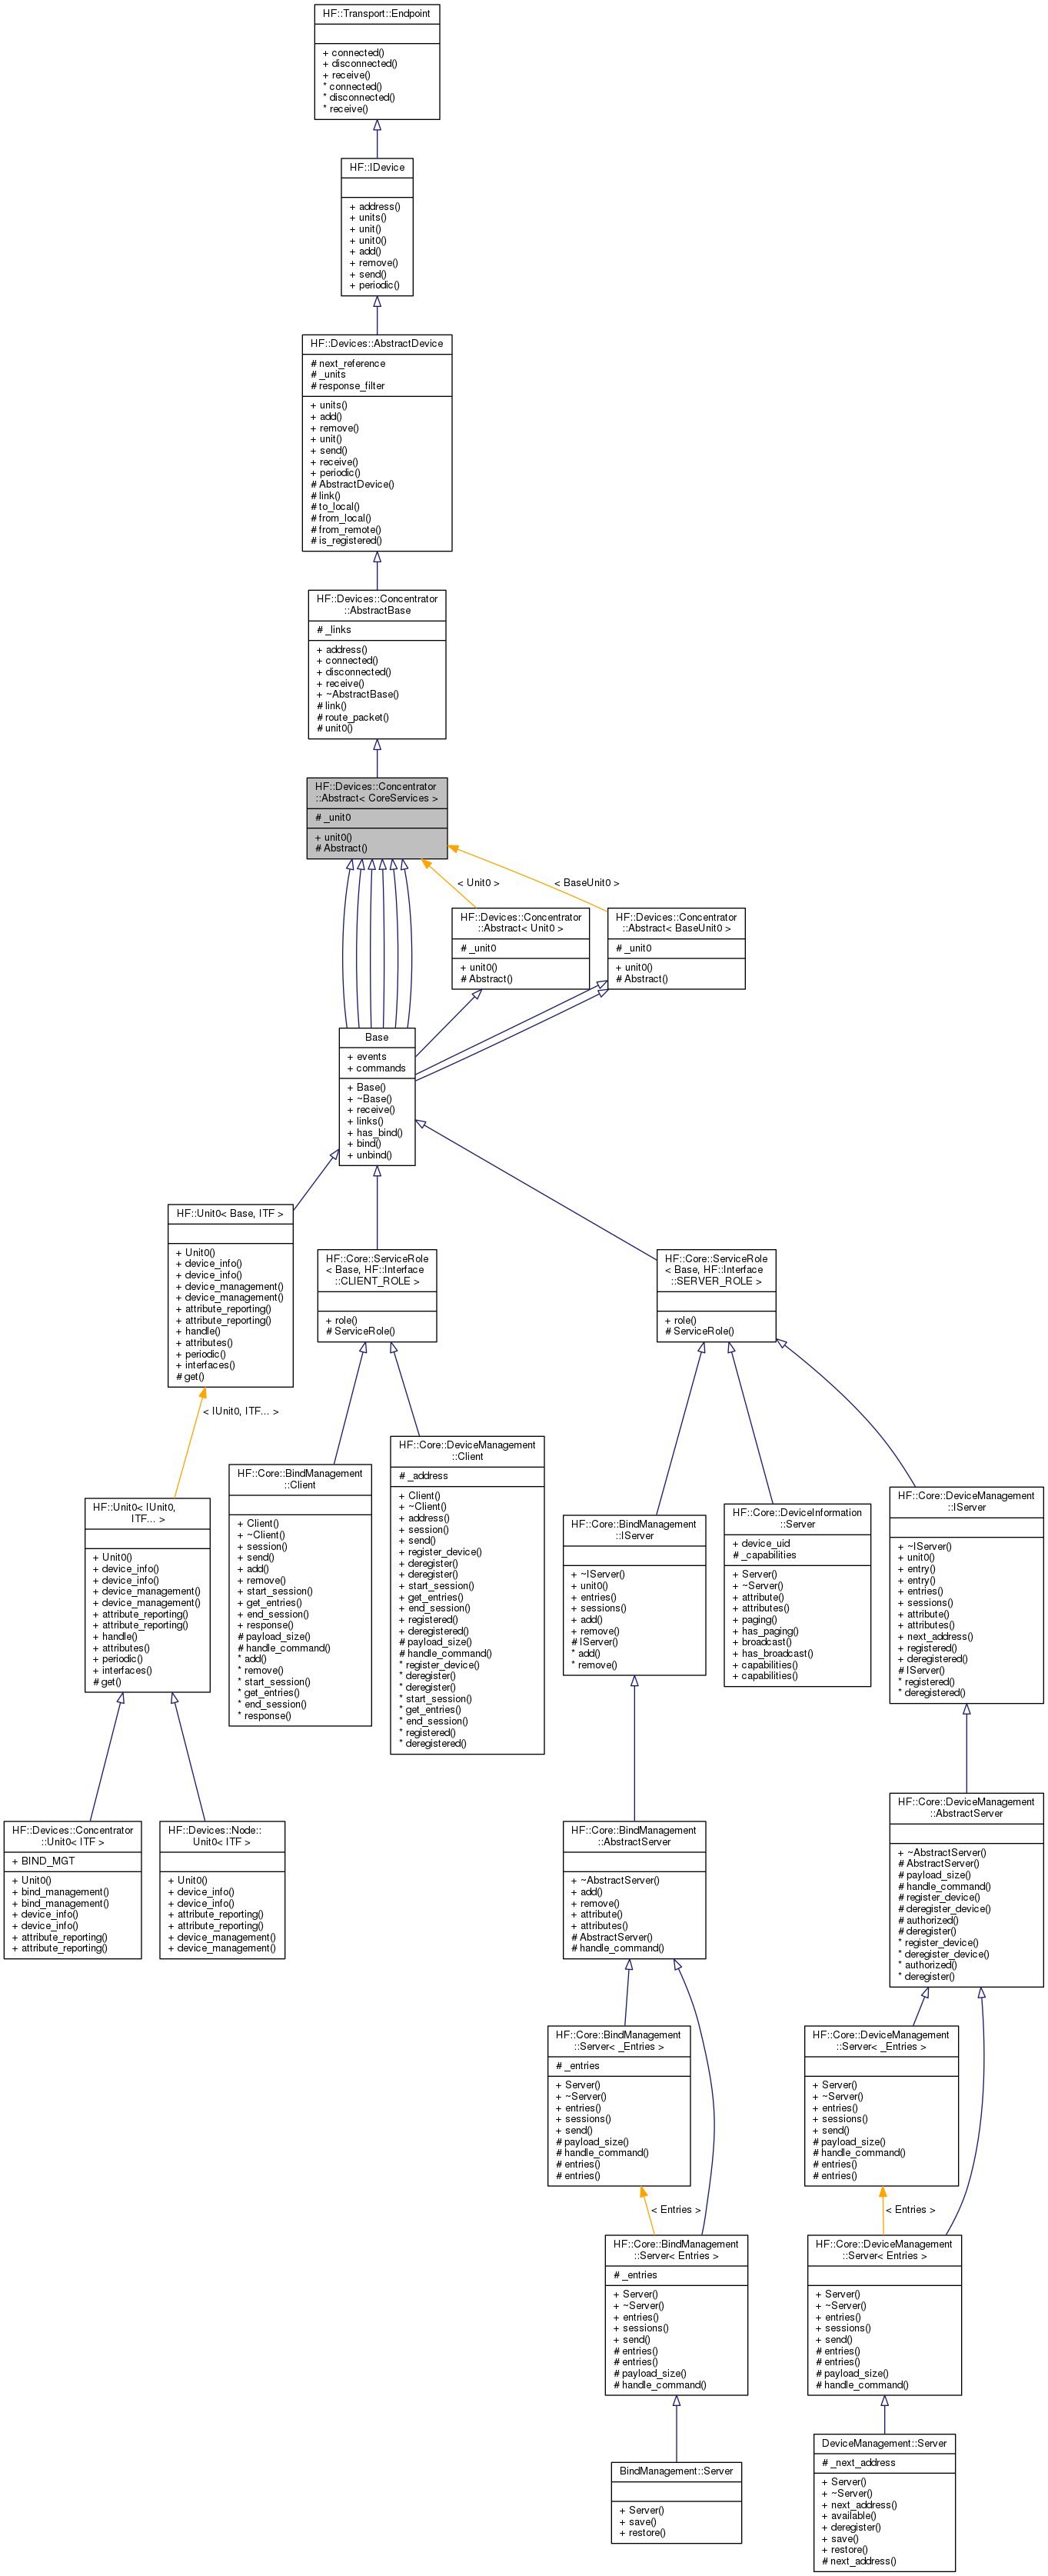 HF::Transport::Endpoint
+ connected()
+ disconnected()
+ receive()
* connected()
* disconnected()
* receive()
HF::IDevice
+ address()
+ units()
+ unit()
+ unit0()
+ add()
+ remove()
+ send()
+ periodic()
HF::Devices::AbstractDevice
# next_reference
# _units
# response_filter
+ units()
+ add()
+ remove()
+ unit()
+ send()
+ receive()
+ periodic()
# AbstractDevice()
# link()
# to_local()
# from_local()
# from_remote()
# is_registered()
HF::Devices::Concentrator
::AbstractBase
# _links
+ address()
+ connected()
+ disconnected()
+ receive()
+ ~AbstractBase()
# link()
# route_packet()
# unit0()
HF::Devices::Concentrator
::Abstract< CoreServices >
# _unit0
+ unit0()
# Abstract()
< Unit0 >
< BaseUnit0 >
HF::Devices::Concentrator
::Abstract< Unit0 >
# _unit0
+ unit0()
# Abstract()
HF::Devices::Concentrator
::Abstract< BaseUnit0 >
# _unit0
+ unit0()
# Abstract()
Base
+ events
+ commands
+ Base()
+ ~Base()
+ receive()
+ links()
+ has_bind()
+ bind()
+ unbind()
HF::Unit0< Base, ITF >
+ Unit0()
+ device_info()
+ device_info()
+ device_management()
+ device_management()
+ attribute_reporting()
+ attribute_reporting()
+ handle()
+ attributes()
+ periodic()
+ interfaces()
# get()
HF::Core::ServiceRole
< Base, HF::Interface
::CLIENT_ROLE >
+ role()
# ServiceRole()
HF::Core::ServiceRole
< Base, HF::Interface
::SERVER_ROLE >
+ role()
# ServiceRole()
< IUnit0, ITF... >
HF::Unit0< IUnit0,
ITF... >
+ Unit0()
+ device_info()
+ device_info()
+ device_management()
+ device_management()
+ attribute_reporting()
+ attribute_reporting()
+ handle()
+ attributes()
+ periodic()
+ interfaces()
# get()
HF::Core::BindManagement
::Client
+ Client()
+ ~Client()
+ session()
+ send()
+ add()
+ remove()
+ start_session()
+ get_entries()
+ end_session()
+ response()
# payload_size()
# handle_command()
* add()
* remove()
* start_session()
* get_entries()
* end_session()
* response()
HF::Core::DeviceManagement
::Client
# _address
+ Client()
+ ~Client()
+ address()
+ session()
+ send()
+ register_device()
+ deregister()
+ deregister()
+ start_session()
+ get_entries()
+ end_session()
+ registered()
+ deregistered()
# payload_size()
# handle_command()
* register_device()
* deregister()
* deregister()
* start_session()
* get_entries()
* end_session()
* registered()
* deregistered()
HF::Core::BindManagement
::IServer
+ ~IServer()
+ unit0()
+ entries()
+ sessions()
+ add()
+ remove()
# IServer()
* add()
* remove()
HF::Core::DeviceInformation
::Server
+ device_uid
# _capabilities
+ Server()
+ ~Server()
+ attribute()
+ attributes()
+ paging()
+ has_paging()
+ broadcast()
+ has_broadcast()
+ capabilities()
+ capabilities()
HF::Core::DeviceManagement
::IServer
+ ~IServer()
+ unit0()
+ entry()
+ entry()
+ entries()
+ sessions()
+ attribute()
+ attributes()
+ next_address()
+ registered()
+ deregistered()
# IServer()
* registered()
* deregistered()
HF::Devices::Concentrator
::Unit0< ITF >
+ BIND_MGT
+ Unit0()
+ bind_management()
+ bind_management()
+ device_info()
+ device_info()
+ attribute_reporting()
+ attribute_reporting()
HF::Devices::Node::
Unit0< ITF >
+ Unit0()
+ device_info()
+ device_info()
+ attribute_reporting()
+ attribute_reporting()
+ device_management()
+ device_management()
HF::Core::BindManagement
::AbstractServer
+ ~AbstractServer()
+ add()
+ remove()
+ attribute()
+ attributes()
# AbstractServer()
# handle_command()
HF::Core::DeviceManagement
::AbstractServer
+ ~AbstractServer()
# AbstractServer()
# payload_size()
# handle_command()
# register_device()
# deregister_device()
# authorized()
# deregister()
* register_device()
* deregister_device()
* authorized()
* deregister()
HF::Core::BindManagement
::Server< _Entries >
# _entries
+ Server()
+ ~Server()
+ entries()
+ sessions()
+ send()
# payload_size()
# handle_command()
# entries()
# entries()
HF::Core::DeviceManagement
::Server< _Entries >
+ Server()
+ ~Server()
+ entries()
+ sessions()
+ send()
# payload_size()
# handle_command()
# entries()
# entries()
< Entries >
< Entries >
HF::Core::BindManagement
::Server< Entries >
# _entries
+ Server()
+ ~Server()
+ entries()
+ sessions()
+ send()
# entries()
# entries()
# payload_size()
# handle_command()
HF::Core::DeviceManagement
::Server< Entries >
+ Server()
+ ~Server()
+ entries()
+ sessions()
+ send()
# entries()
# entries()
# payload_size()
# handle_command()
BindManagement::Server
+ Server()
+ save()
+ restore()
DeviceManagement::Server
# _next_address
+ Server()
+ ~Server()
+ next_address()
+ available()
+ deregister()
+ save()
+ restore()
# next_address()